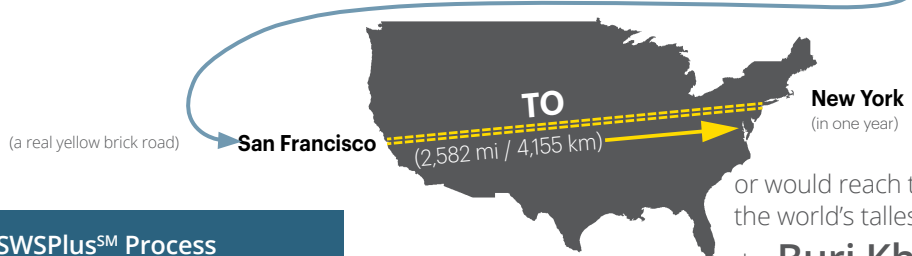 TO
New York
(in one year)
(a real yellow brick road)
San Francisco
(2,582 mi / 4,155 km)
or would reach
the world's
SWSPlus℠ Process